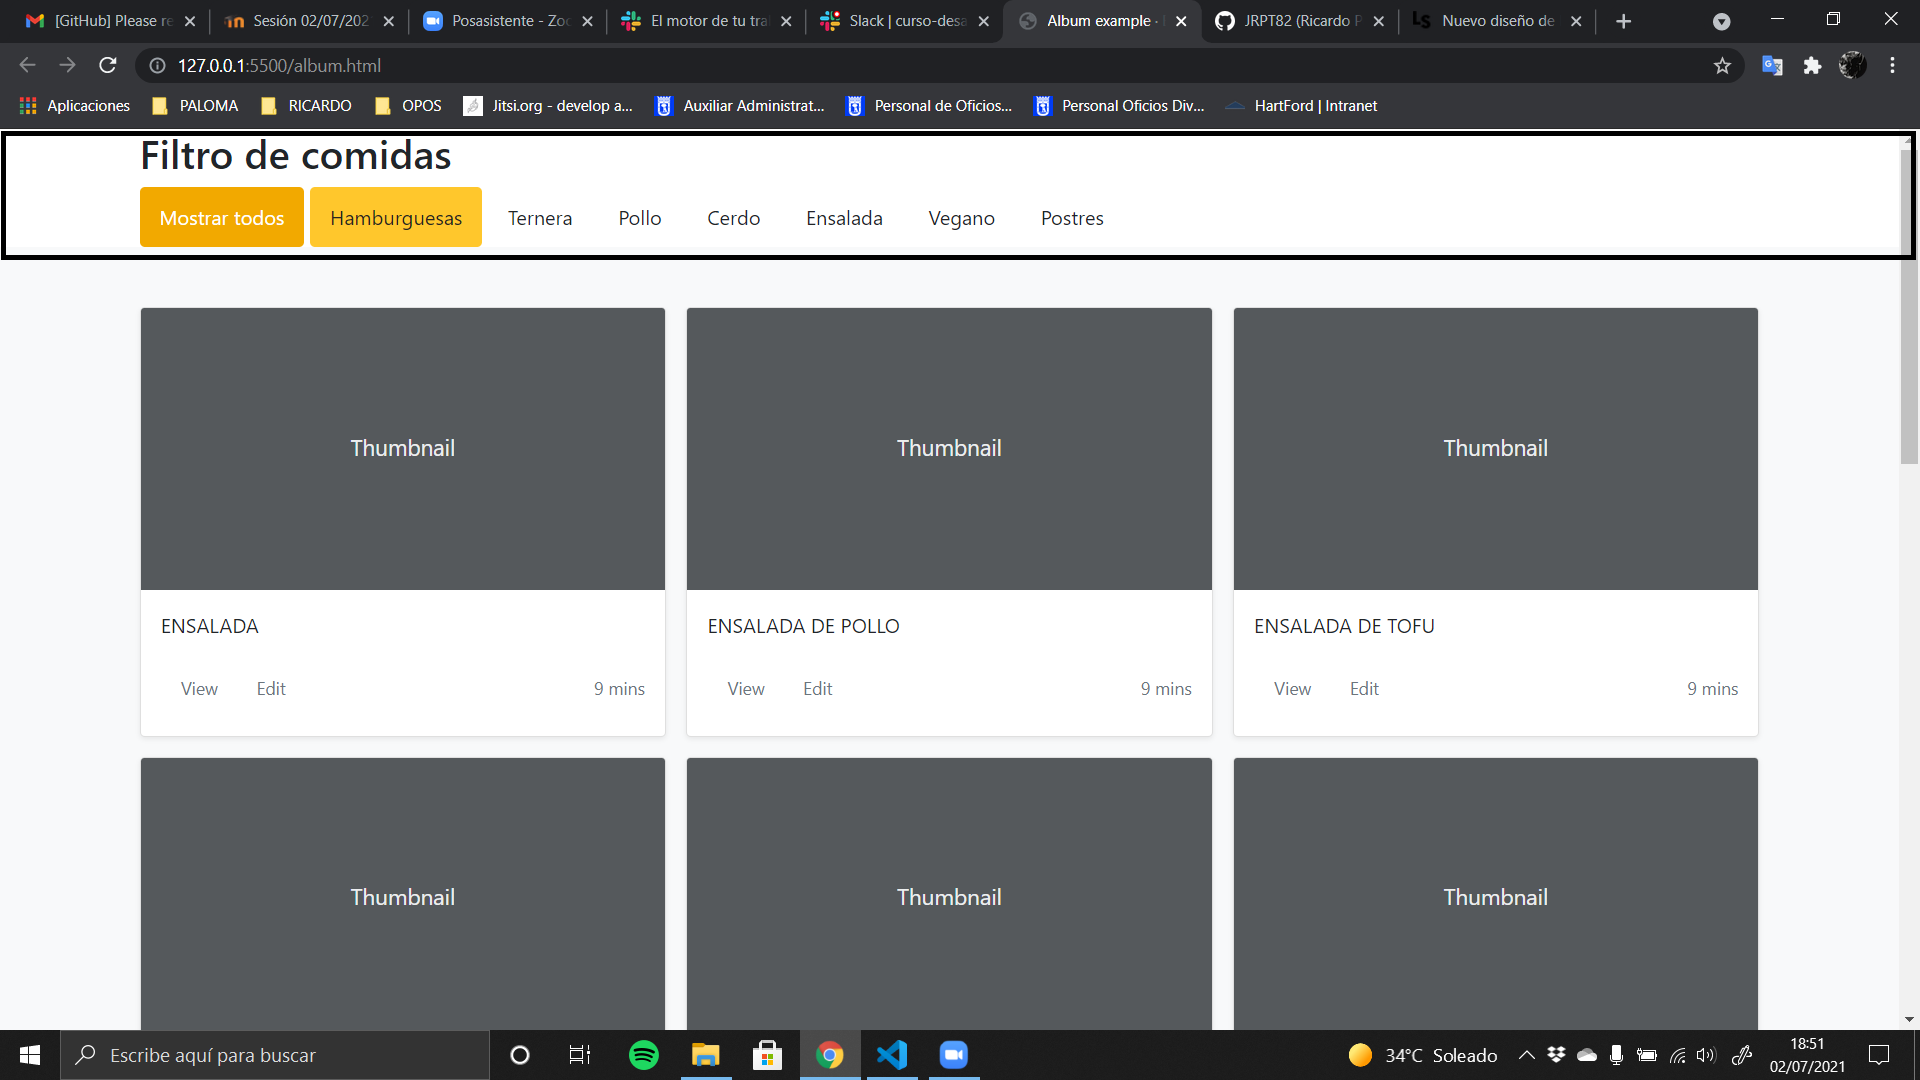 [GitHub] Please re
Sesión 02/07/202
Posasistente - Zoo
El motor de tu tra
Slack | curso-desa
Album example ·
JRPT82 (Ricardo P
Nuevo diseño de
127.0.0.1:5500/album.html
Aplicaciones
PALOMA
RICARDO
OPOS
Jitsi.org - develop a...
Auxiliar Administrat...
Personal de Oficios...
Personal Oficios Div...
HartFord | Intranet
Filtro de comidas
Mostrar todos
Hamburguesas
Ternera
Pollo
Cerdo
Ensalada
Vegano
Postres
Thumbnail
Thumbnail
Thumbnail
ENSALADA
ENSALADA DE POLLO
ENSALADA DE TOFU
View
Edit
9 mins
View
Edit
9 mins
View
Edit
9 mins
Thumbnail
Thumbnail
Thumbnail
Escribe aquí para buscar
34°C Soleado
18:51
02/07/2021